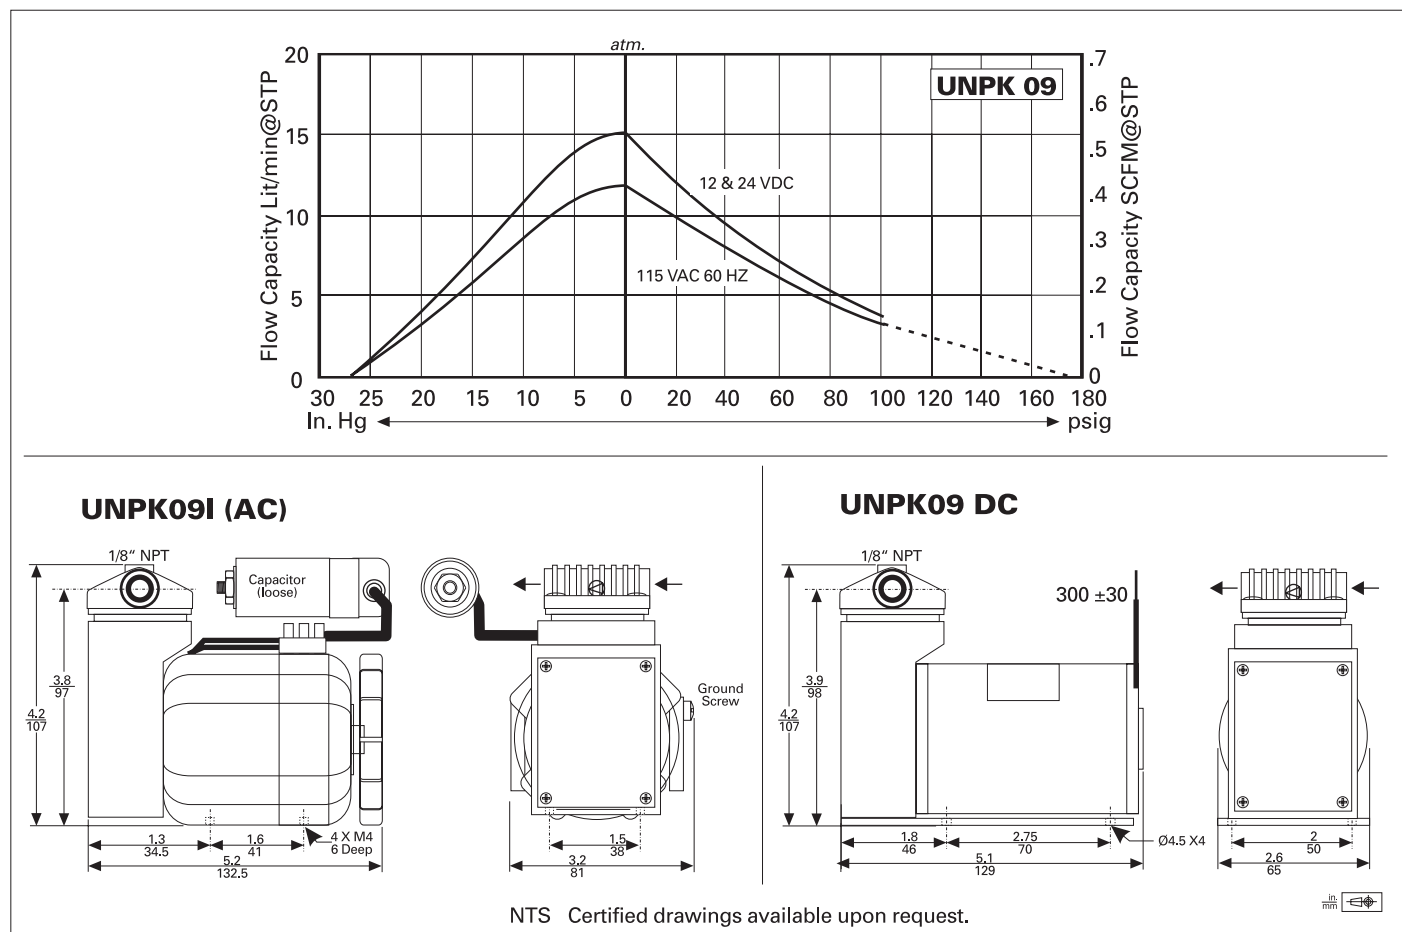 atm.
UNPK 09
20
15
10
5
0
Flow Capacity Lit/min@STP
.7
.6
.5
.4
.3
.2
.1
0
Flow Capacity SCFM@STP
12 & 24 VDC
115 VAC 60 HZ
30 25 20 15 10 5 0 20 40 60 80 100 120 140 160 180
In. Hg psig
UNPK09I (AC)
1/8“ NPT
Capacitor
(loose)
3.8
97
4.2
107
1.3
34.5
1.6
41
4 X M4
6 Deep
5.2
132.5
Ground
Screw
1.5
38
3.2
81
UNPK09 DC
1/8“ NPT
300 ±30
3.9
98
4.2
107
1.8
46
2.75
70
Ø4.5 X4
5.1
129
2
50
2.6
65
in.
mm
NTS Certified drawings available upon request.